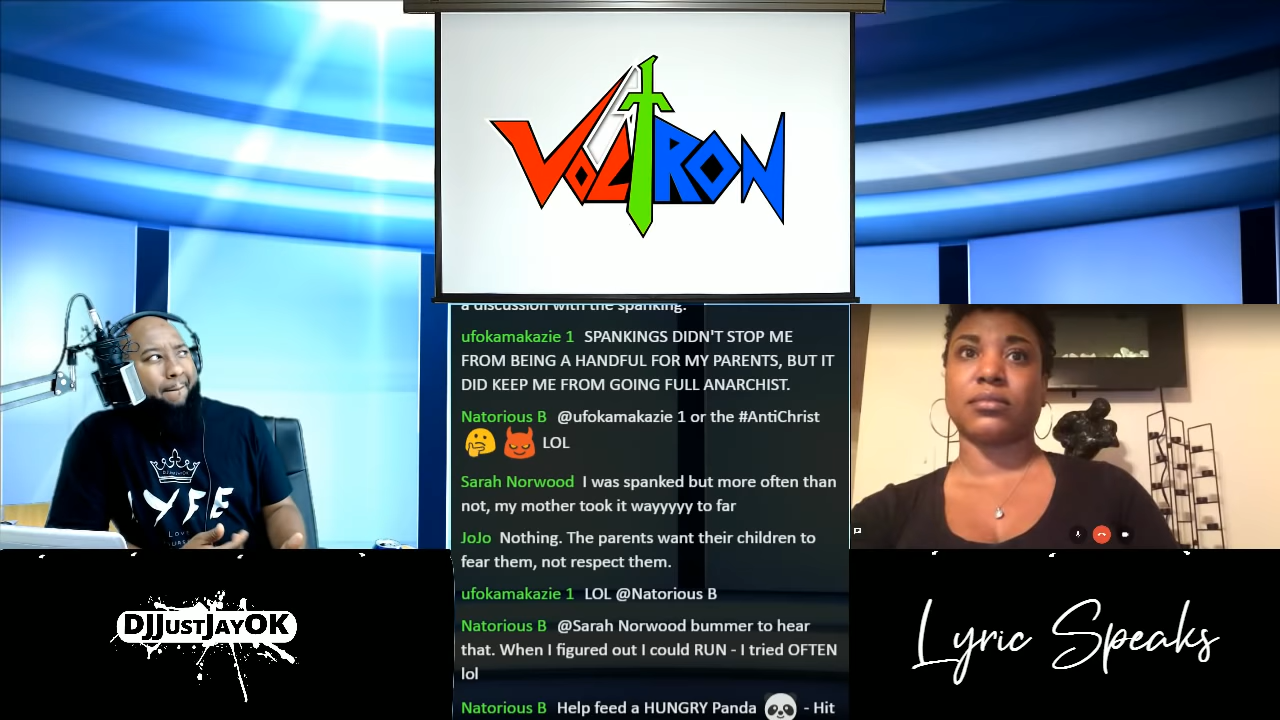 VOLTRON
a discussion with the spanking.
ufokamakazie 1 SPANKINGS DIDN'T STOP ME
FROM BEING A HANDFUL FOR MY PARENTS, BUT IT
DID KEEP ME FROM GOING FULL ANARCHIST.
Natorious B @ufokamakazie 1 or the #AntiChrist
LOL
Sarah Norwood I was spanked but more often than
not, my mother took it wayyyyy to far
JoJo Nothing. The parents want their children to
fear them, not respect them.
ufokamakazie 1 LOL @Natorious B
Natorious B @Sarah Norwood bummer to hear
that. When I figured out I could RUN - I tried OFTEN
lol
Natorious B Help feed a HUNGRY Panda - Hit
LYFE
DJJUSTJAYOK
Lyric Speaks